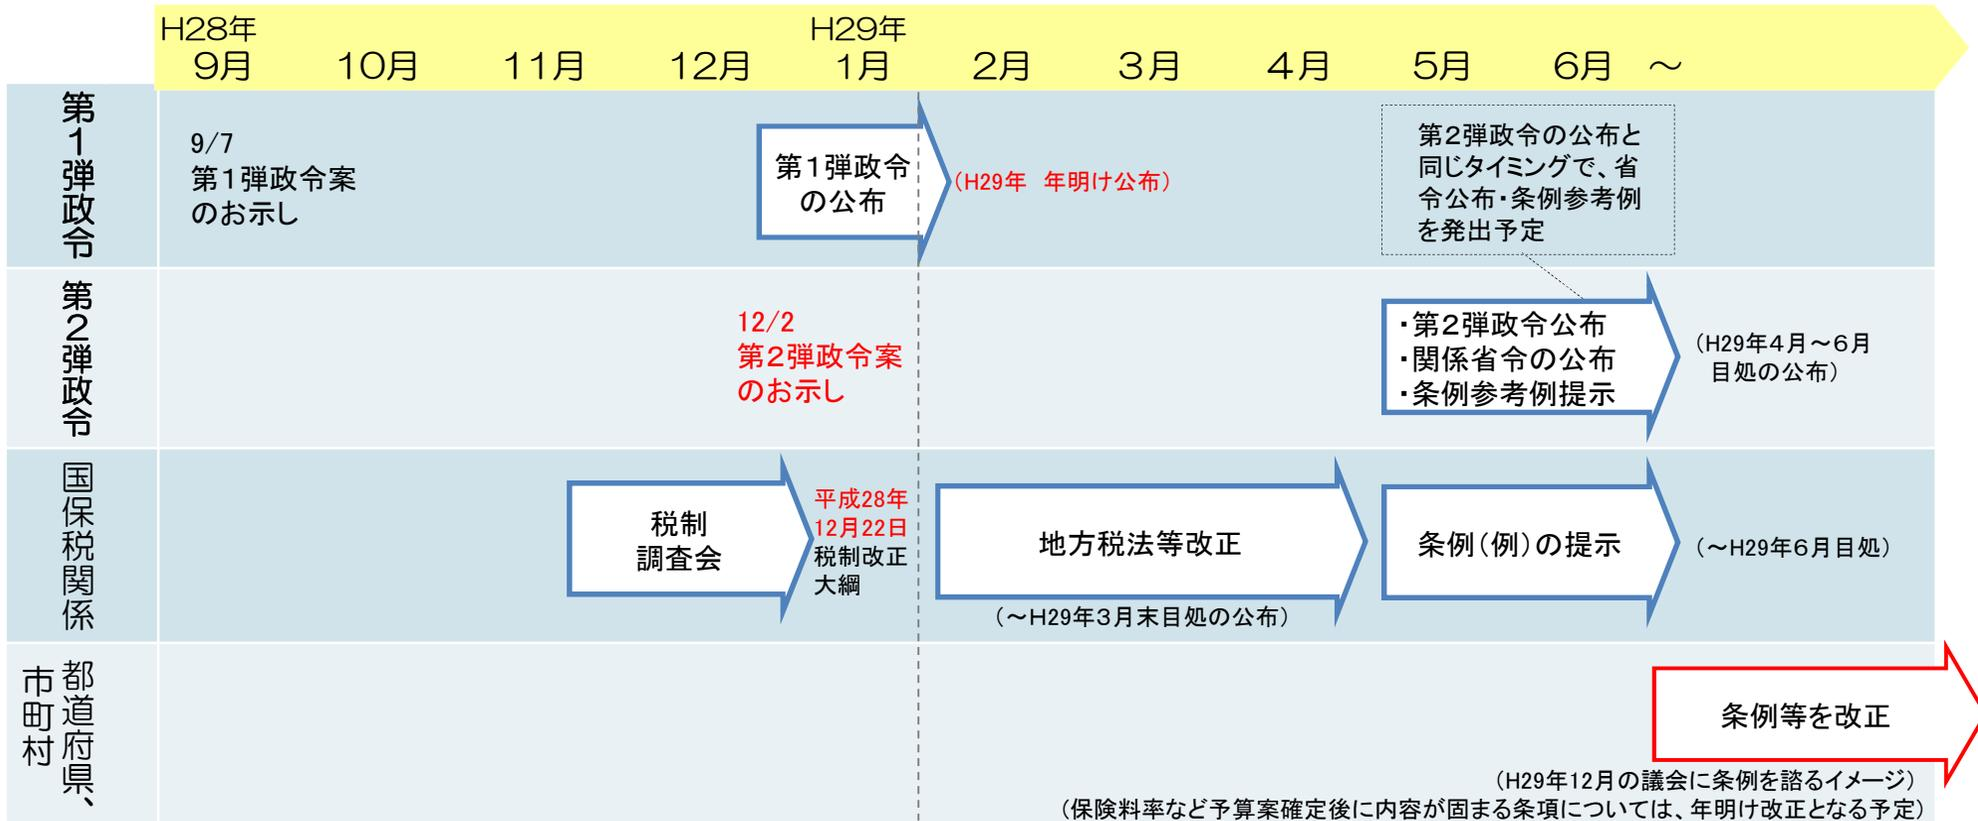 H28年
H29年
9月 10月 11月 12月 1月 2月 3月 4月 5月 6月 ～
第1弾政令
9/7
第1弾政令案
のお示し
第1弾政令
の公布
（H29年　年明け公布）
第2弾政令の公布と
同じタイミングで、省
令公布・条例参考例
を発出予定
第2弾政令
12/2
第2弾政令案
のお示し
・第2弾政令公布
・関係省令の公布
・条例参考例提示
（H29年4月～6月
目処の公布）
国保税関係
税制
調査会
平成28年
12月22日
税制改正
大綱
地方税法等改正
（～H29年3月末目処の公布）
条例（例）の提示
（～H29年6月目処）
都道府県、
市町村
条例等を改正
（H29年12月の議会に条例を諮るイメージ）
（保険料率など予算案確定後に内容が固まる条項については、年明け改正となる予定）